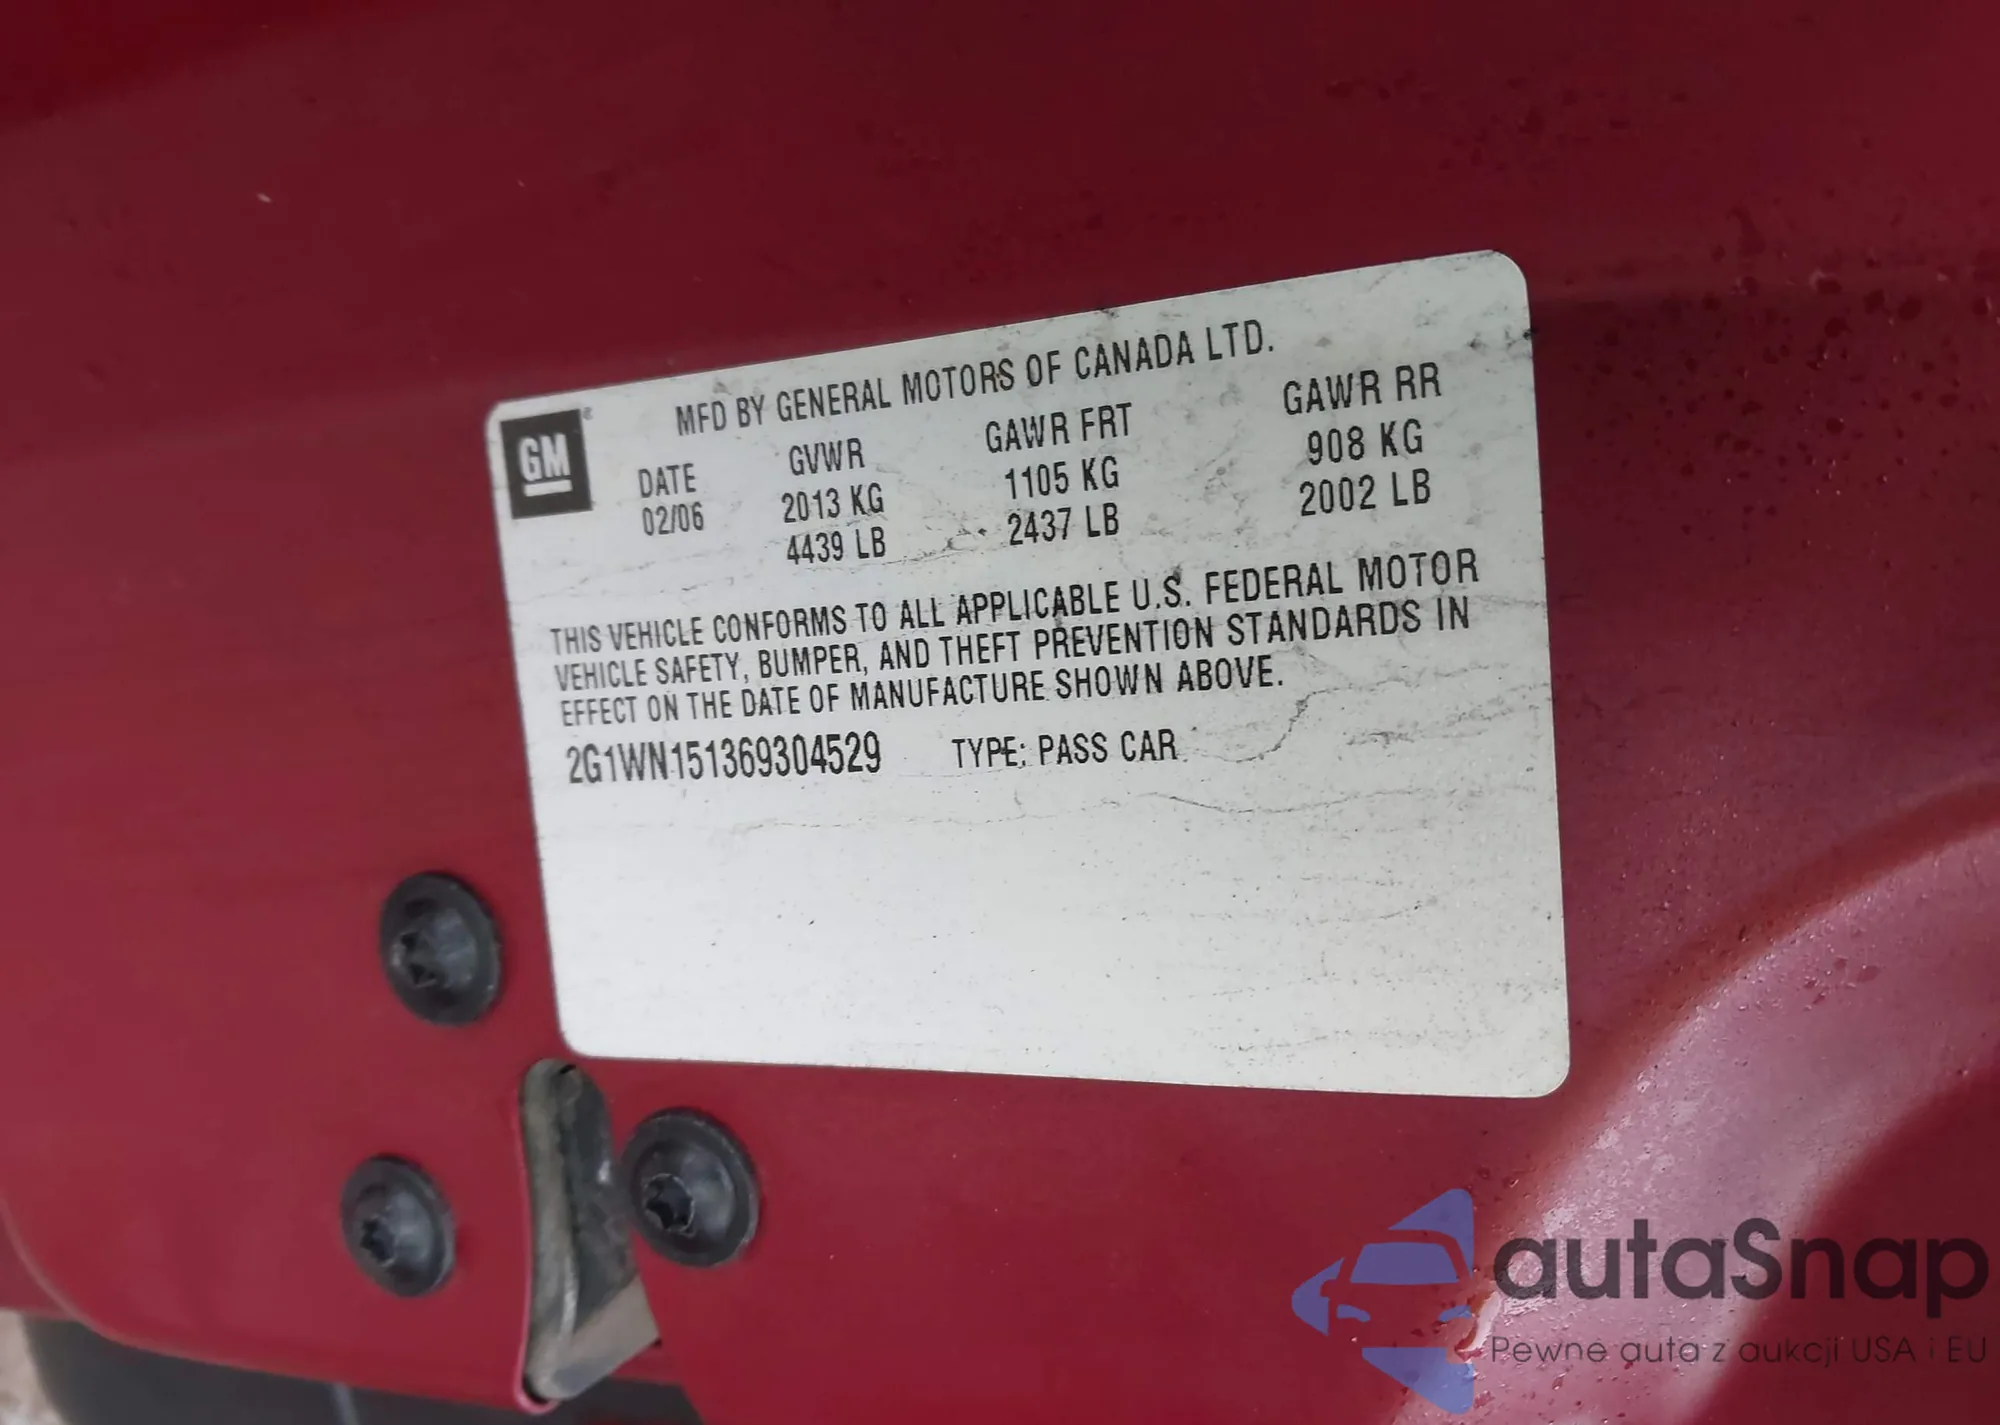 MFD BY GENERAL MOTORS OF CANADA LTD.
GM
DATE GVWR GAWR FRT GAWR RR
02/06 2013 KG 1105 KG 908 KG
4439 LB 2437 LB 2002 LB
THIS VEHICLE CONFORMS TO ALL APPLICABLE U.S. FEDERAL MOTOR
VEHICLE SAFETY, BUMPER, AND THEFT PREVENTION STANDARDS IN
EFFECT ON THE DATE OF MANUFACTURE SHOWN ABOVE.
2G1WN151369304529 TYPE: PASS CAR
autaSnap
Pewne auta z aukcji USA i EU